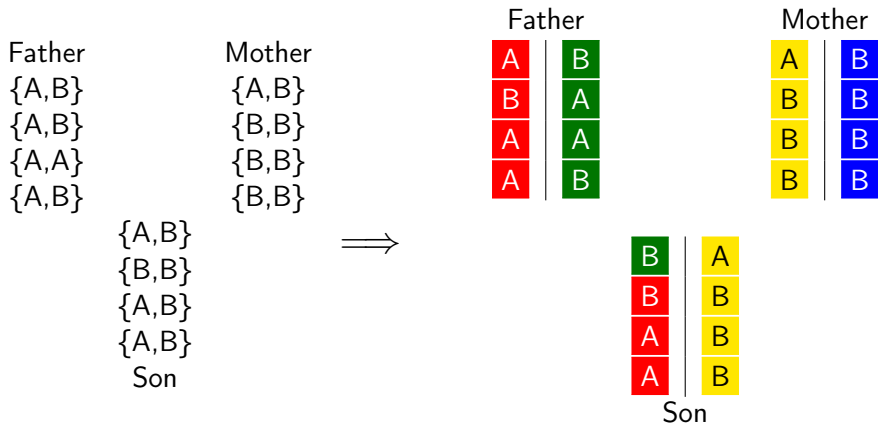 Father Mother
{A,B} {A,B}
{A,B} {B,B}
{A,A} {B,B}
{A,B} {B,B}
{A,B}
{B,B}
{A,B}
{A,B}
Son
⟹
Father Mother
A B A B
B A B B
A A B B
A B B B
B A
B B
A B
A B
Son